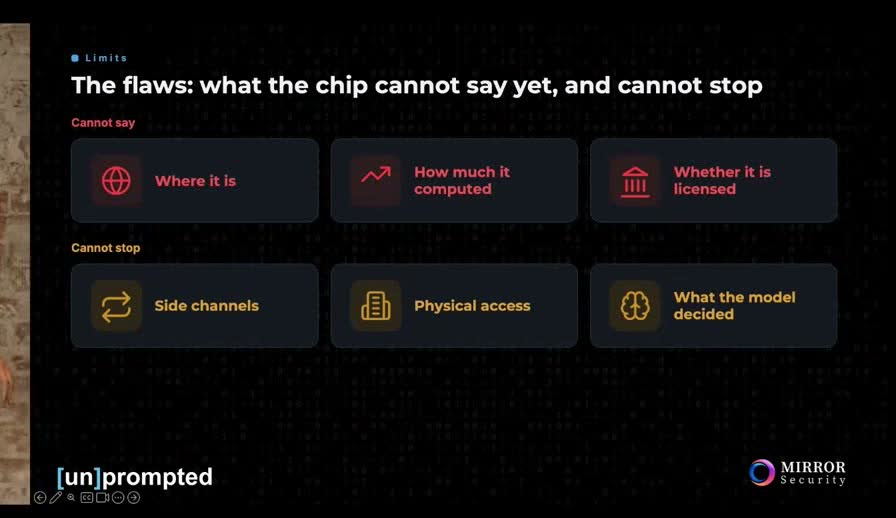 Limits
The flaws: what the chip cannot say yet, and cannot stop
Cannot say
Where it is
How much it
computed
Whether it is
licensed
Cannot stop
Side channels
Physical access
What the model
decided
[un]prompted
MIRROR
Security